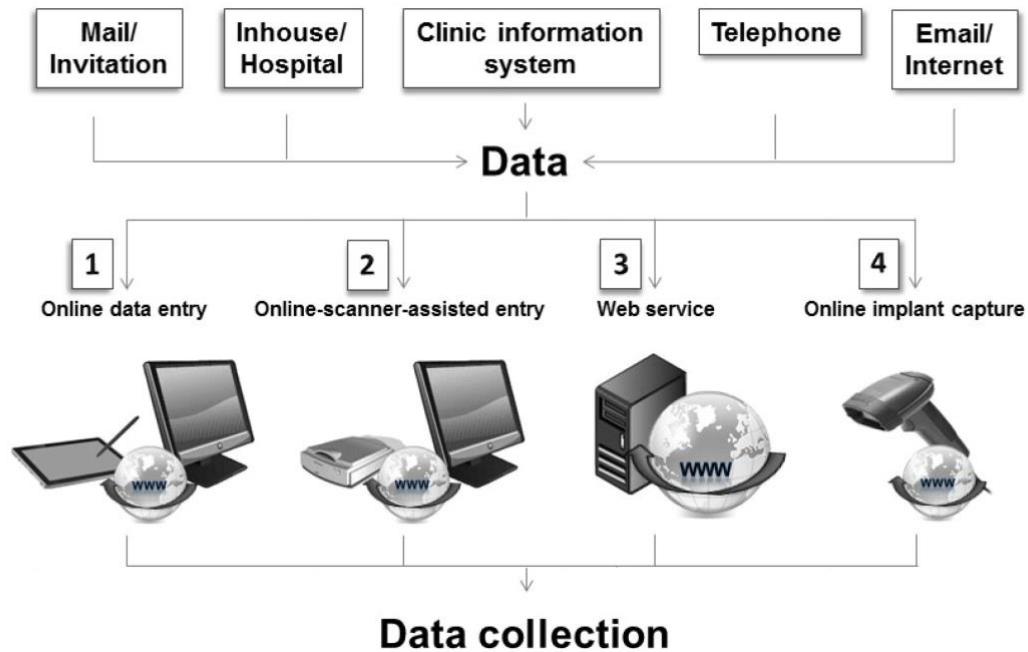 Mail/
Invitation
Inhouse/
Hospital
Clinic information
system
Telephone
Email/
Internet
Data
1
2
3
4
Online data entry
Online-scanner-assisted entry
Web service
Online implant capture
www
www
www
www
Data collection